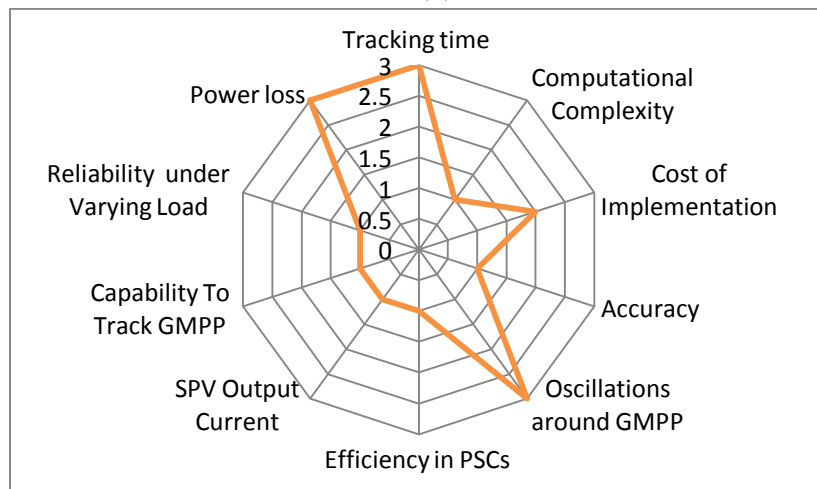 Tracking time
Computational
Complexity
Cost of
Implementation
Accuracy
Oscillations
around GMPP
Efficiency in PSCs
SPV Output
Current
Capability To
Track GMPP
Reliability under
Varying Load
Power loss
3
2.5
2
1.5
1
0.5
0